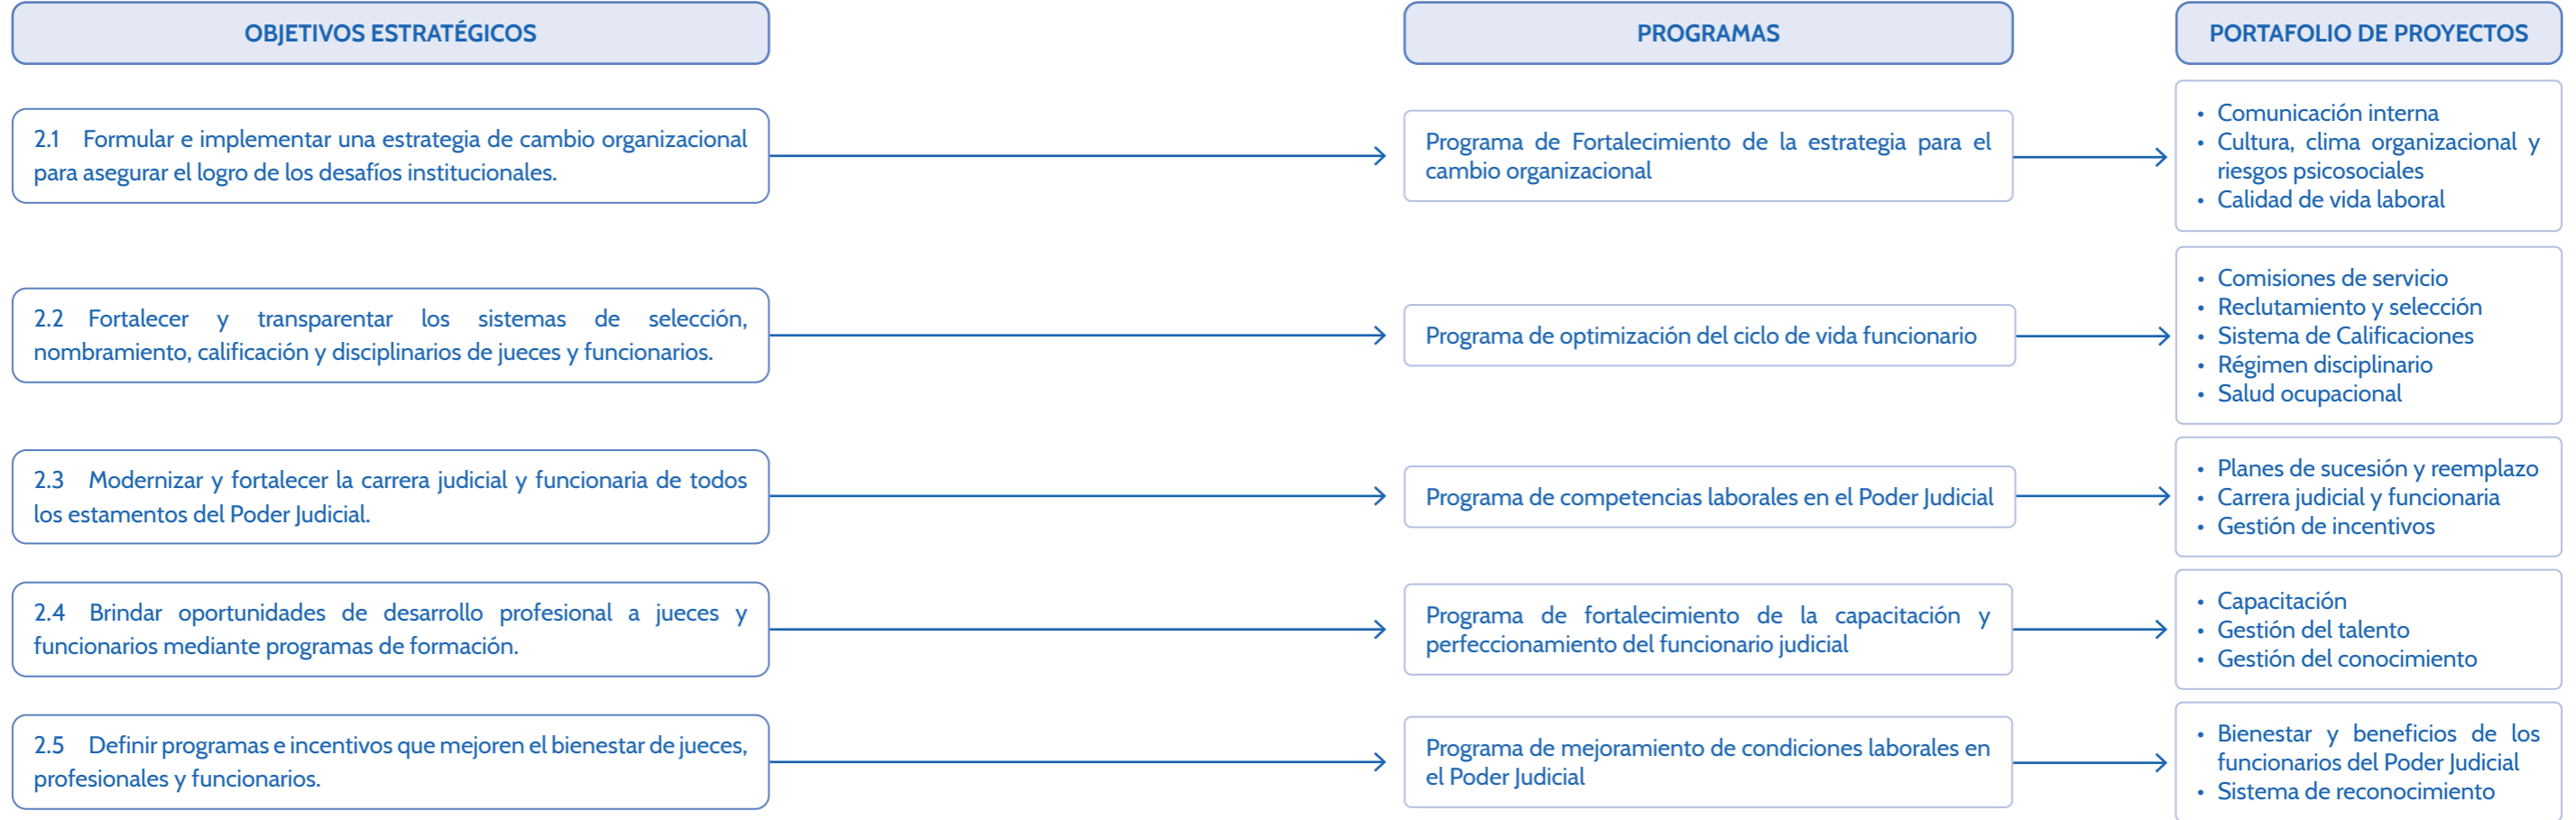 OBJETIVOS ESTRATÉGICOS
PROGRAMAS
PORTAFOLIO DE PROYECTOS
2.1 Formular e implementar una estrategia de cambio organizacional
para asegurar el logro de los desafíos institucionales.
Programa de Fortalecimiento de la estrategia para el
cambio organizacional
• Comunicación interna
• Cultura, clima organizacional y
riesgos psicosociales
• Calidad de vida laboral
2.2 Fortalecer y transparentar los sistemas de selección,
nombramiento, calificación y disciplinarios de jueces y funcionarios.
Programa de optimización del ciclo de vida funcionario
• Comisiones de servicio
• Reclutamiento y selección
• Sistema de Calificaciones
• Régimen disciplinario
• Salud ocupacional
2.3 Modernizar y fortalecer la carrera judicial y funcionaria de todos
los estamentos del Poder Judicial.
Programa de competencias laborales en el Poder Judicial
• Planes de sucesión y reemplazo
• Carrera judicial y funcionaria
• Gestión de incentivos
2.4 Brindar oportunidades de desarrollo profesional a jueces y
funcionarios mediante programas de formación.
Programa de fortalecimiento de la capacitación y
perfeccionamiento del funcionario judicial
• Capacitación
• Gestión del talento
• Gestión del conocimiento
2.5 Definir programas e incentivos que mejoren el bienestar de jueces,
profesionales y funcionarios.
Programa de mejoramiento de condiciones laborales en
el Poder Judicial
• Bienestar y beneficios de los
funcionarios del Poder Judicial
• Sistema de reconocimiento